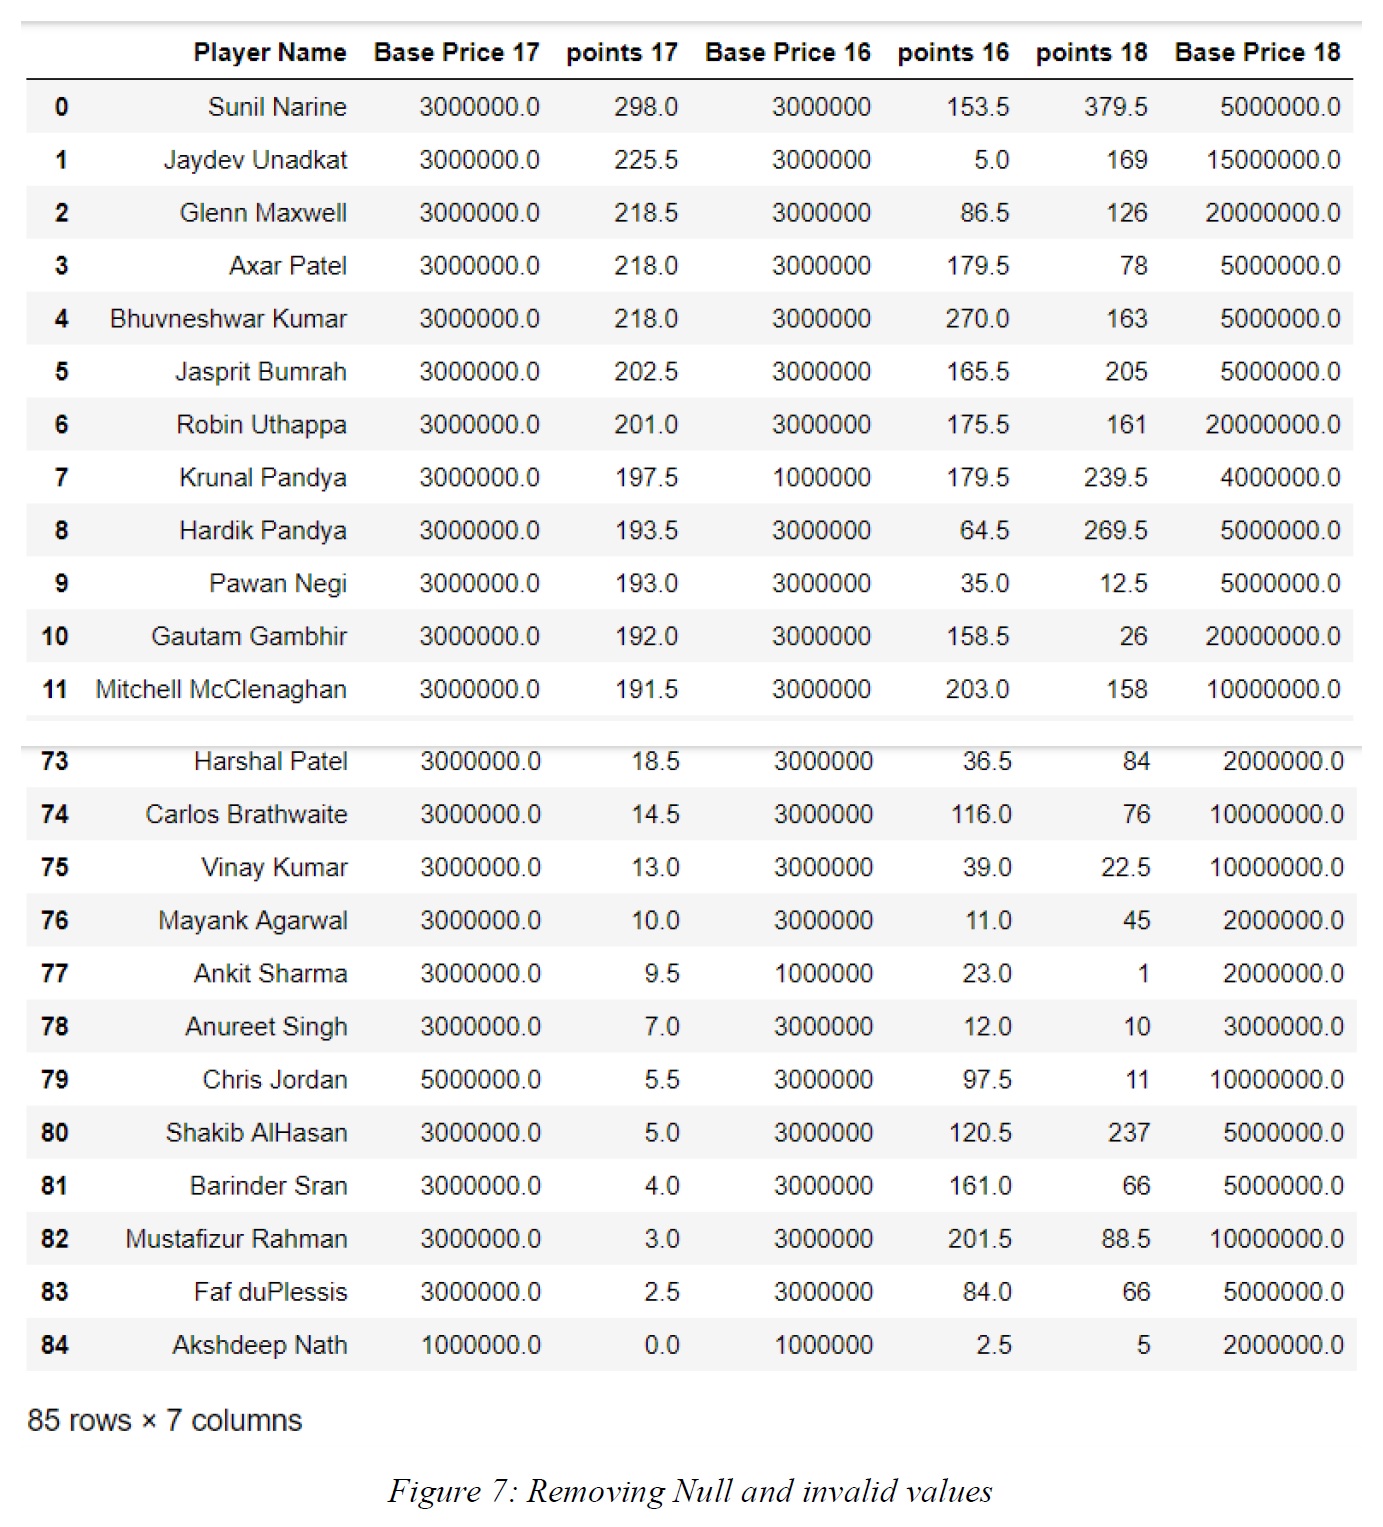 Player Name Base Price 17 points 17 Base Price 16 points 16 points 18 Base Price 18
0 Sunil Narine 3000000.0 298.0 3000000 153.5 379.5 5000000.0
1 Jaydev Unadkat 3000000.0 225.5 3000000 5.0 169 15000000.0
2 Glenn Maxwell 3000000.0 218.5 3000000 86.5 126 20000000.0
3 Axar Patel 3000000.0 218.0 3000000 179.5 78 5000000.0
4 Bhuvneshwar Kumar 3000000.0 218.0 3000000 270.0 163 5000000.0
5 Jasprit Bumrah 3000000.0 202.5 3000000 165.5 205 5000000.0
6 Robin Uthappa 3000000.0 201.0 3000000 175.5 161 20000000.0
7 Krunal Pandya 3000000.0 197.5 1000000 179.5 239.5 4000000.0
8 Hardik Pandya 3000000.0 193.5 3000000 64.5 269.5 5000000.0
9 Pawan Negi 3000000.0 193.0 3000000 35.0 12.5 5000000.0
10 Gautam Gambhir 3000000.0 192.0 3000000 158.5 26 20000000.0
11 Mitchell McClenaghan 3000000.0 191.5 3000000 203.0 158 10000000.0
73 Harshal Patel 3000000.0 18.5 3000000 36.5 84 2000000.0
74 Carlos Brathwaite 3000000.0 14.5 3000000 116.0 76 10000000.0
75 Vinay Kumar 3000000.0 13.0 3000000 39.0 22.5 10000000.0
76 Mayank Agarwal 3000000.0 10.0 3000000 11.0 45 2000000.0
77 Ankit Sharma 3000000.0 9.5 1000000 23.0 1 2000000.0
78 Anureet Singh 3000000.0 7.0 3000000 12.0 10 3000000.0
79 Chris Jordan 5000000.0 5.5 3000000 97.5 11 10000000.0
80 Shakib AlHasan 3000000.0 5.0 3000000 120.5 237 5000000.0
81 Barinder Sran 3000000.0 4.0 3000000 161.0 66 5000000.0
82 Mustafizur Rahman 3000000.0 3.0 3000000 201.5 88.5 10000000.0
83 Faf duPlessis 3000000.0 2.5 3000000 84.0 66 5000000.0
84 Akshdeep Nath 1000000.0 0.0 1000000 2.5 5 2000000.0
85 rows × 7 columns
Figure 7: Removing Null and invalid values